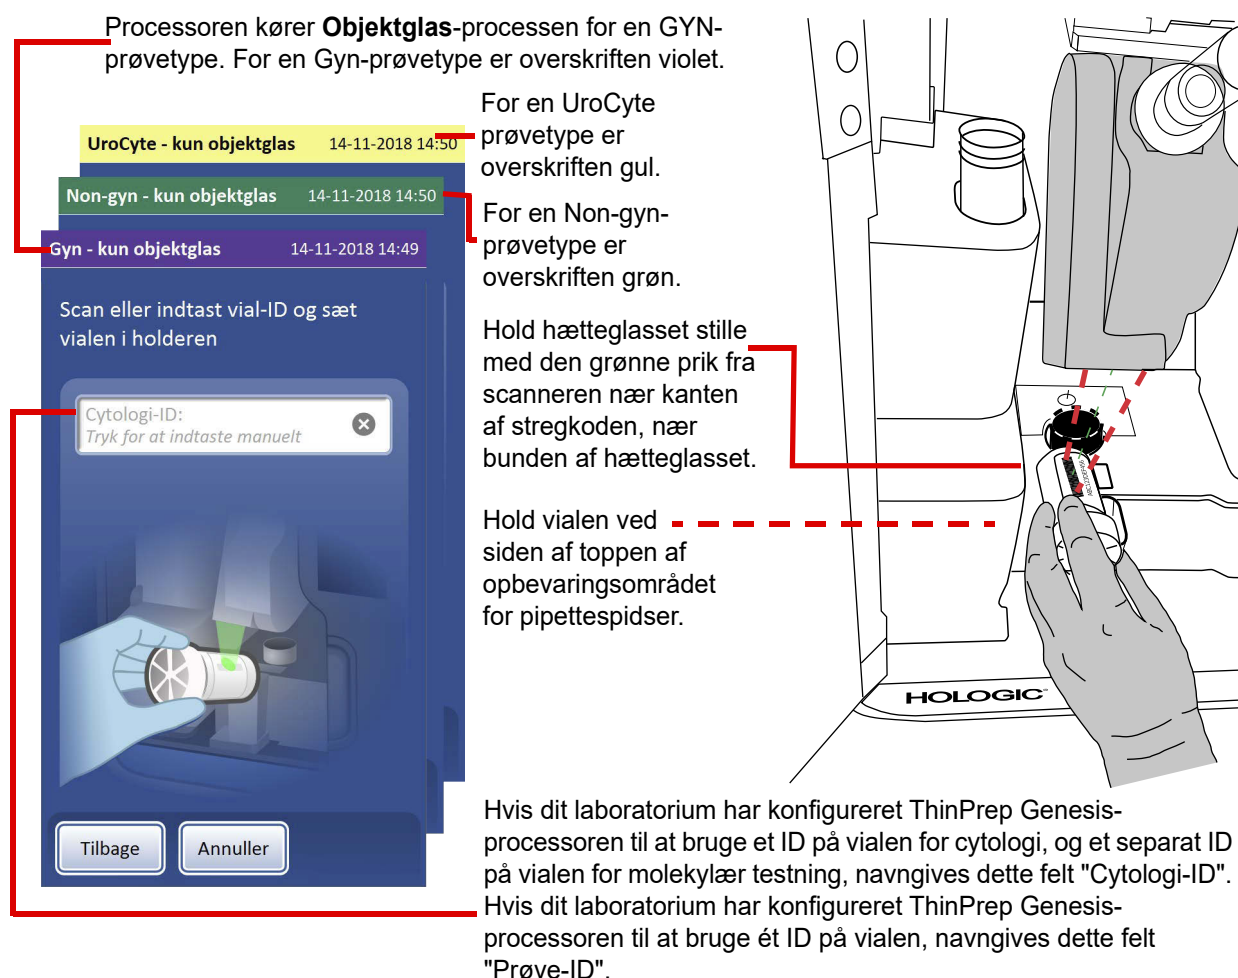 Processoren kører Objektglas-processen for en GYN-
prøvetype. For en Gyn-prøvetype er overskriften violet.
For en UroCyte
prøvetype er
overskriften gul.
UroCyte - kun objektglas 14-11-2018 14:50
Non-gyn - kun objektglas 14-11-2018 14:50
For en Non-gyn-
prøvetype er
overskriften grøn.
Gyn - kun objektglas 14-11-2018 14:49
Scan eller indtast vial-ID og sæt
vialen i holderen
Cytologi-ID:
Tryk for at indtaste manuelt
Hold hætteglasset stille
med den grønne prik fra
scanneren nær kanten
af stregkoden, nær
bunden af hætteglasset.
Hold vialen ved
siden af toppen af
opbevaringsområdet
for pipettespidser.
HOLOGIC
Tilbage
Annuller
Hvis dit laboratorium har konfigureret ThinPrep Genesis-
processoren til at bruge et ID på vialen for cytologi, og et separat ID
på vialen for molekylær testning, navngives dette felt "Cytologi-ID".
Hvis dit laboratorium har konfigureret ThinPrep Genesis-
processoren til at bruge ét ID på vialen, navngives dette felt
"Prøve-ID".